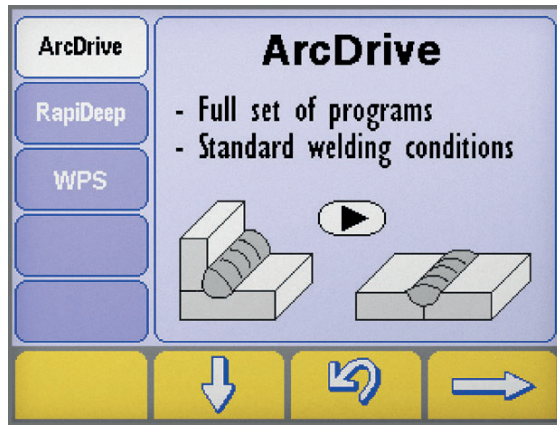 ArcDrive
RapiDeep
WPS
ArcDrive
- Full set of programs
- Standard welding conditions